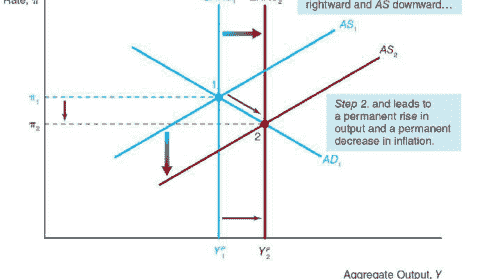 rightward and AS downward...
Rate, π
AS₁
AS₂
1
π₁
Step 2. and leads to
a permanent rise in
output and a permanent
decrease in inflation.
π₂
2
AD₁
Y₁ᴾ
Y₂ᴾ
Aggregate Output, Y